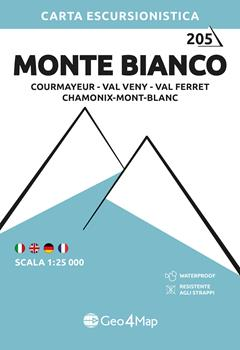 CARTA ESCURSIONISTICA
205
MONTE BIANCO
COURMAYEUR - VAL VENY - VAL FERRET
CHAMONIX-MONT-BLANC
SCALA 1:25 000
WATERPROOF
RESISTENTE
AGLI STRAPPI
Geo4Map